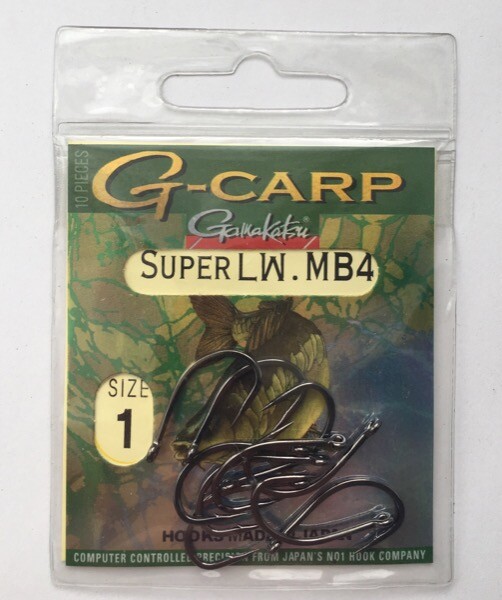 10 PIECES
G-CARP
Gamakatsu
SUPER LW. MB4
SIZE
1
HOOKS MADE IN JAPAN
COMPUTER CONTROLLED PRECISION FROM JAPAN'S NO1 HOOK COMPANY